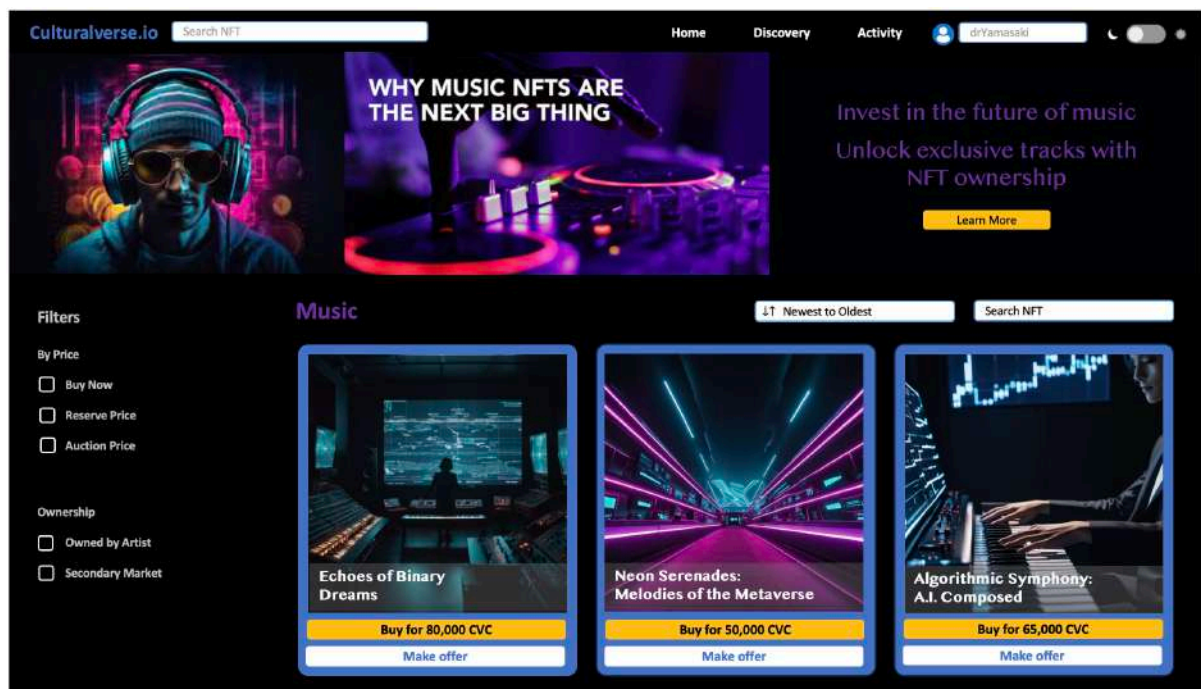 Culturalverse.io
Search NFT
Home
Discovery
Activity
drYamasaki
WHY MUSIC NFTS ARE
THE NEXT BIG THING
Invest in the future of music
Unlock exclusive tracks with
NFT ownership
Learn More
Filters
By Price
Buy Now
Reserve Price
Auction Price
Ownership
Owned by Artist
Secondary Market
Music
↓↑ Newest to Oldest
Search NFT
Echoes of Binary
Dreams
Buy for 80,000 CVC
Make offer
Neon Serenades:
Melodies of the Metaverse
Buy for 50,000 CVC
Make offer
Algorithmic Symphony:
A.I. Composed
Buy for 65,000 CVC
Make offer